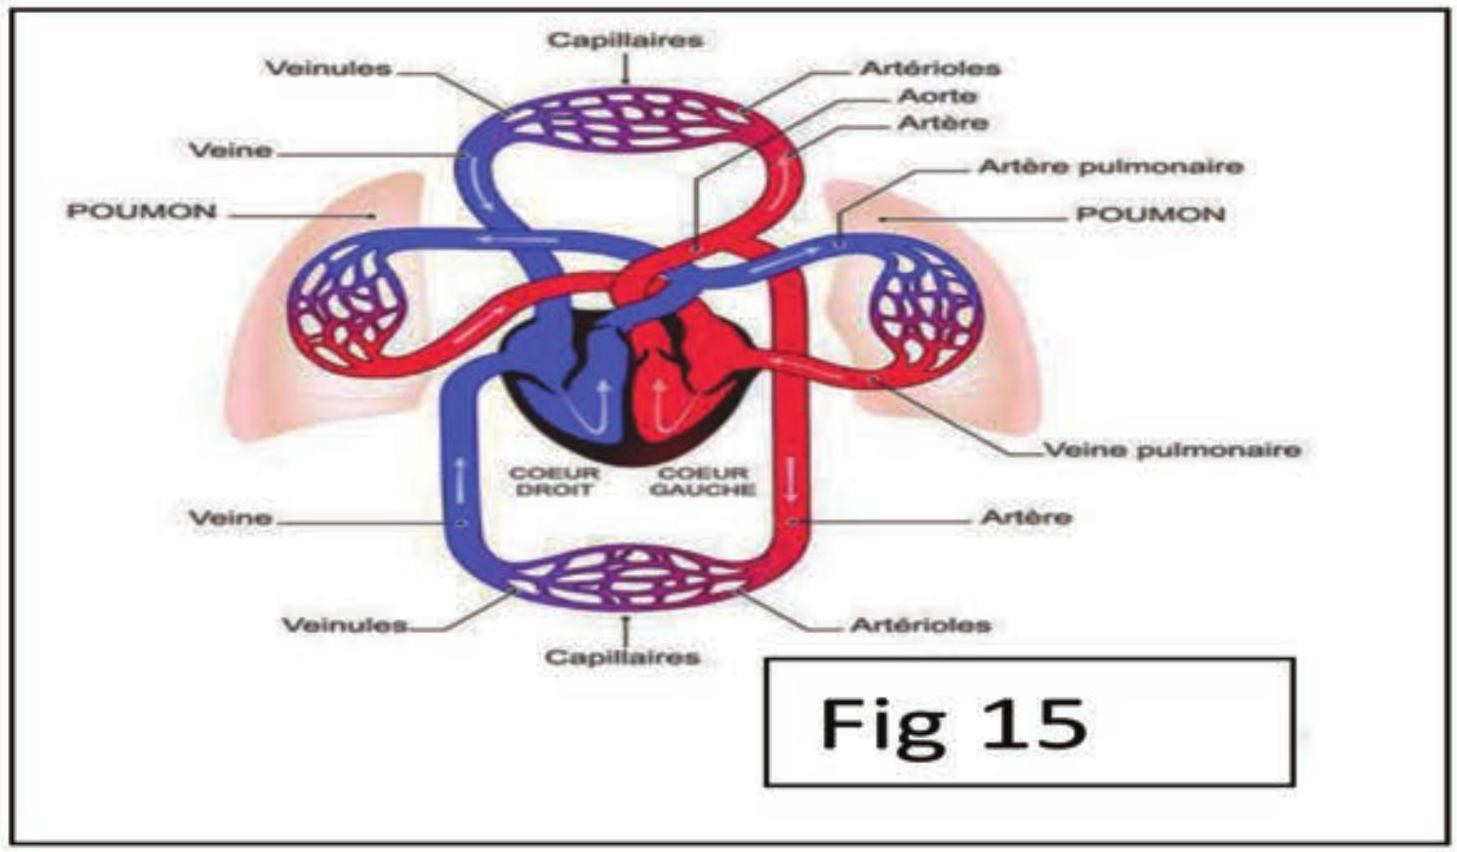 Capillaires
Veinules
Artérioles
Aorte
Artère
Veine
Artère pulmonaire
POUMON
POUMON
COEUR
DROIT
COEUR
GAUCHE
Veine pulmonaire
Veine
Artère
Veinules
Artérioles
Capillaires
Fig 15